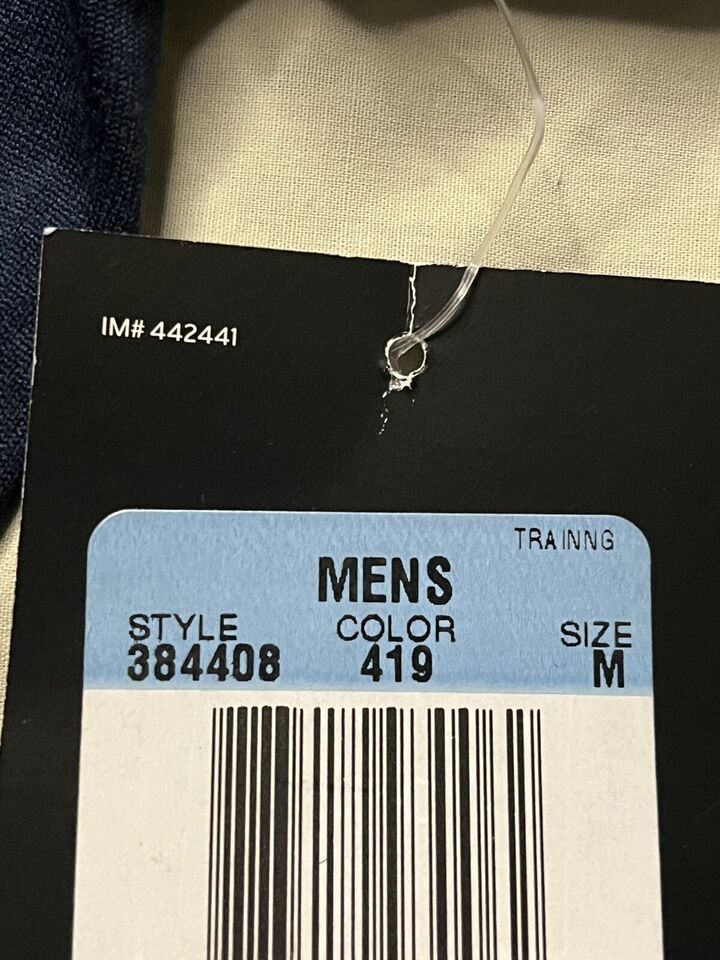 IM# 442441
TRAINNG
MENS
STYLE COLOR SIZE
384408 419 M